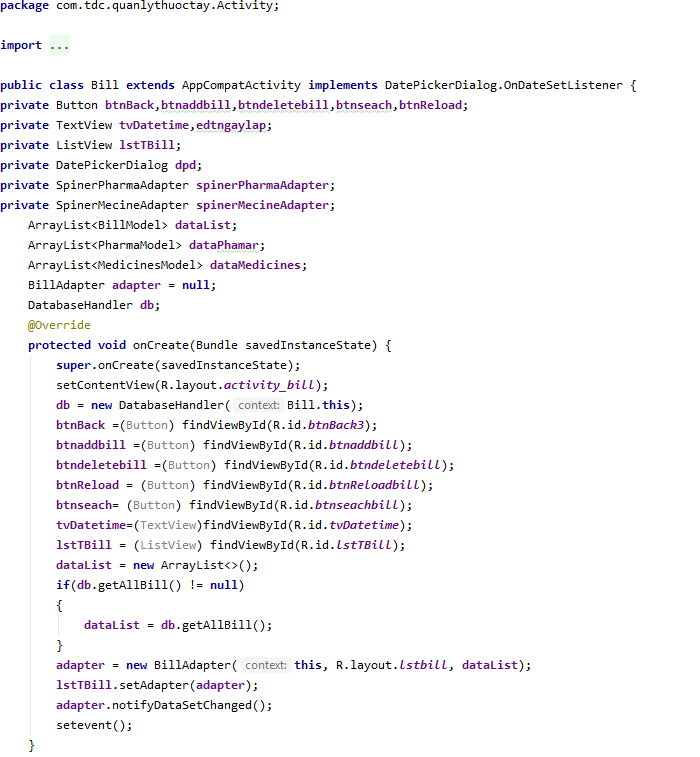 package com.tdc.quanlythuoctay.Activity;
import ...
public class Bill extends AppCompatActivity implements DatePickerDialog.OnDateSetListener {
private Button btnBack,btnaddbill,btndeletebill,btnseach,btnReload;
private TextView tvDatetime,edtngaylap;
private ListView lstTBill;
private DatePickerDialog dpd;
private SpinerPharmaAdapter spinerPharmaAdapter;
private SpinerMecineAdapter spinerMecineAdapter;
ArrayList<BillModel> dataList;
ArrayList<PharmaModel> dataPhamar;
ArrayList<MedicinesModel> dataMedicines;
BillAdapter adapter = null;
DatabaseHandler db;
@Override
protected void onCreate(Bundle savedInstanceState) {
super.onCreate(savedInstanceState);
setContentView(R.layout.activity_bill);
db = new DatabaseHandler( context: Bill.this);
btnBack =(Button) findViewById(R.id.btnBack3);
btnaddbill =(Button) findViewById(R.id.btnaddbill);
btndeletebill =(Button) findViewById(R.id.btndeletebill);
btnReload = (Button) findViewById(R.id.btnReloadbill);
btnseach= (Button) findViewById(R.id.btnseachbill);
tvDatetime=(TextView)findViewById(R.id.tvDatetime);
lstTBill = (ListView) findViewById(R.id.lstTBill);
dataList = new ArrayList<>();
if(db.getAllBill() != null)
{
dataList = db.getAllBill();
}
adapter = new BillAdapter( context: this, R.layout.lstbill, dataList);
lstTBill.setAdapter(adapter);
adapter.notifyDataSetChanged();
setevent();
}